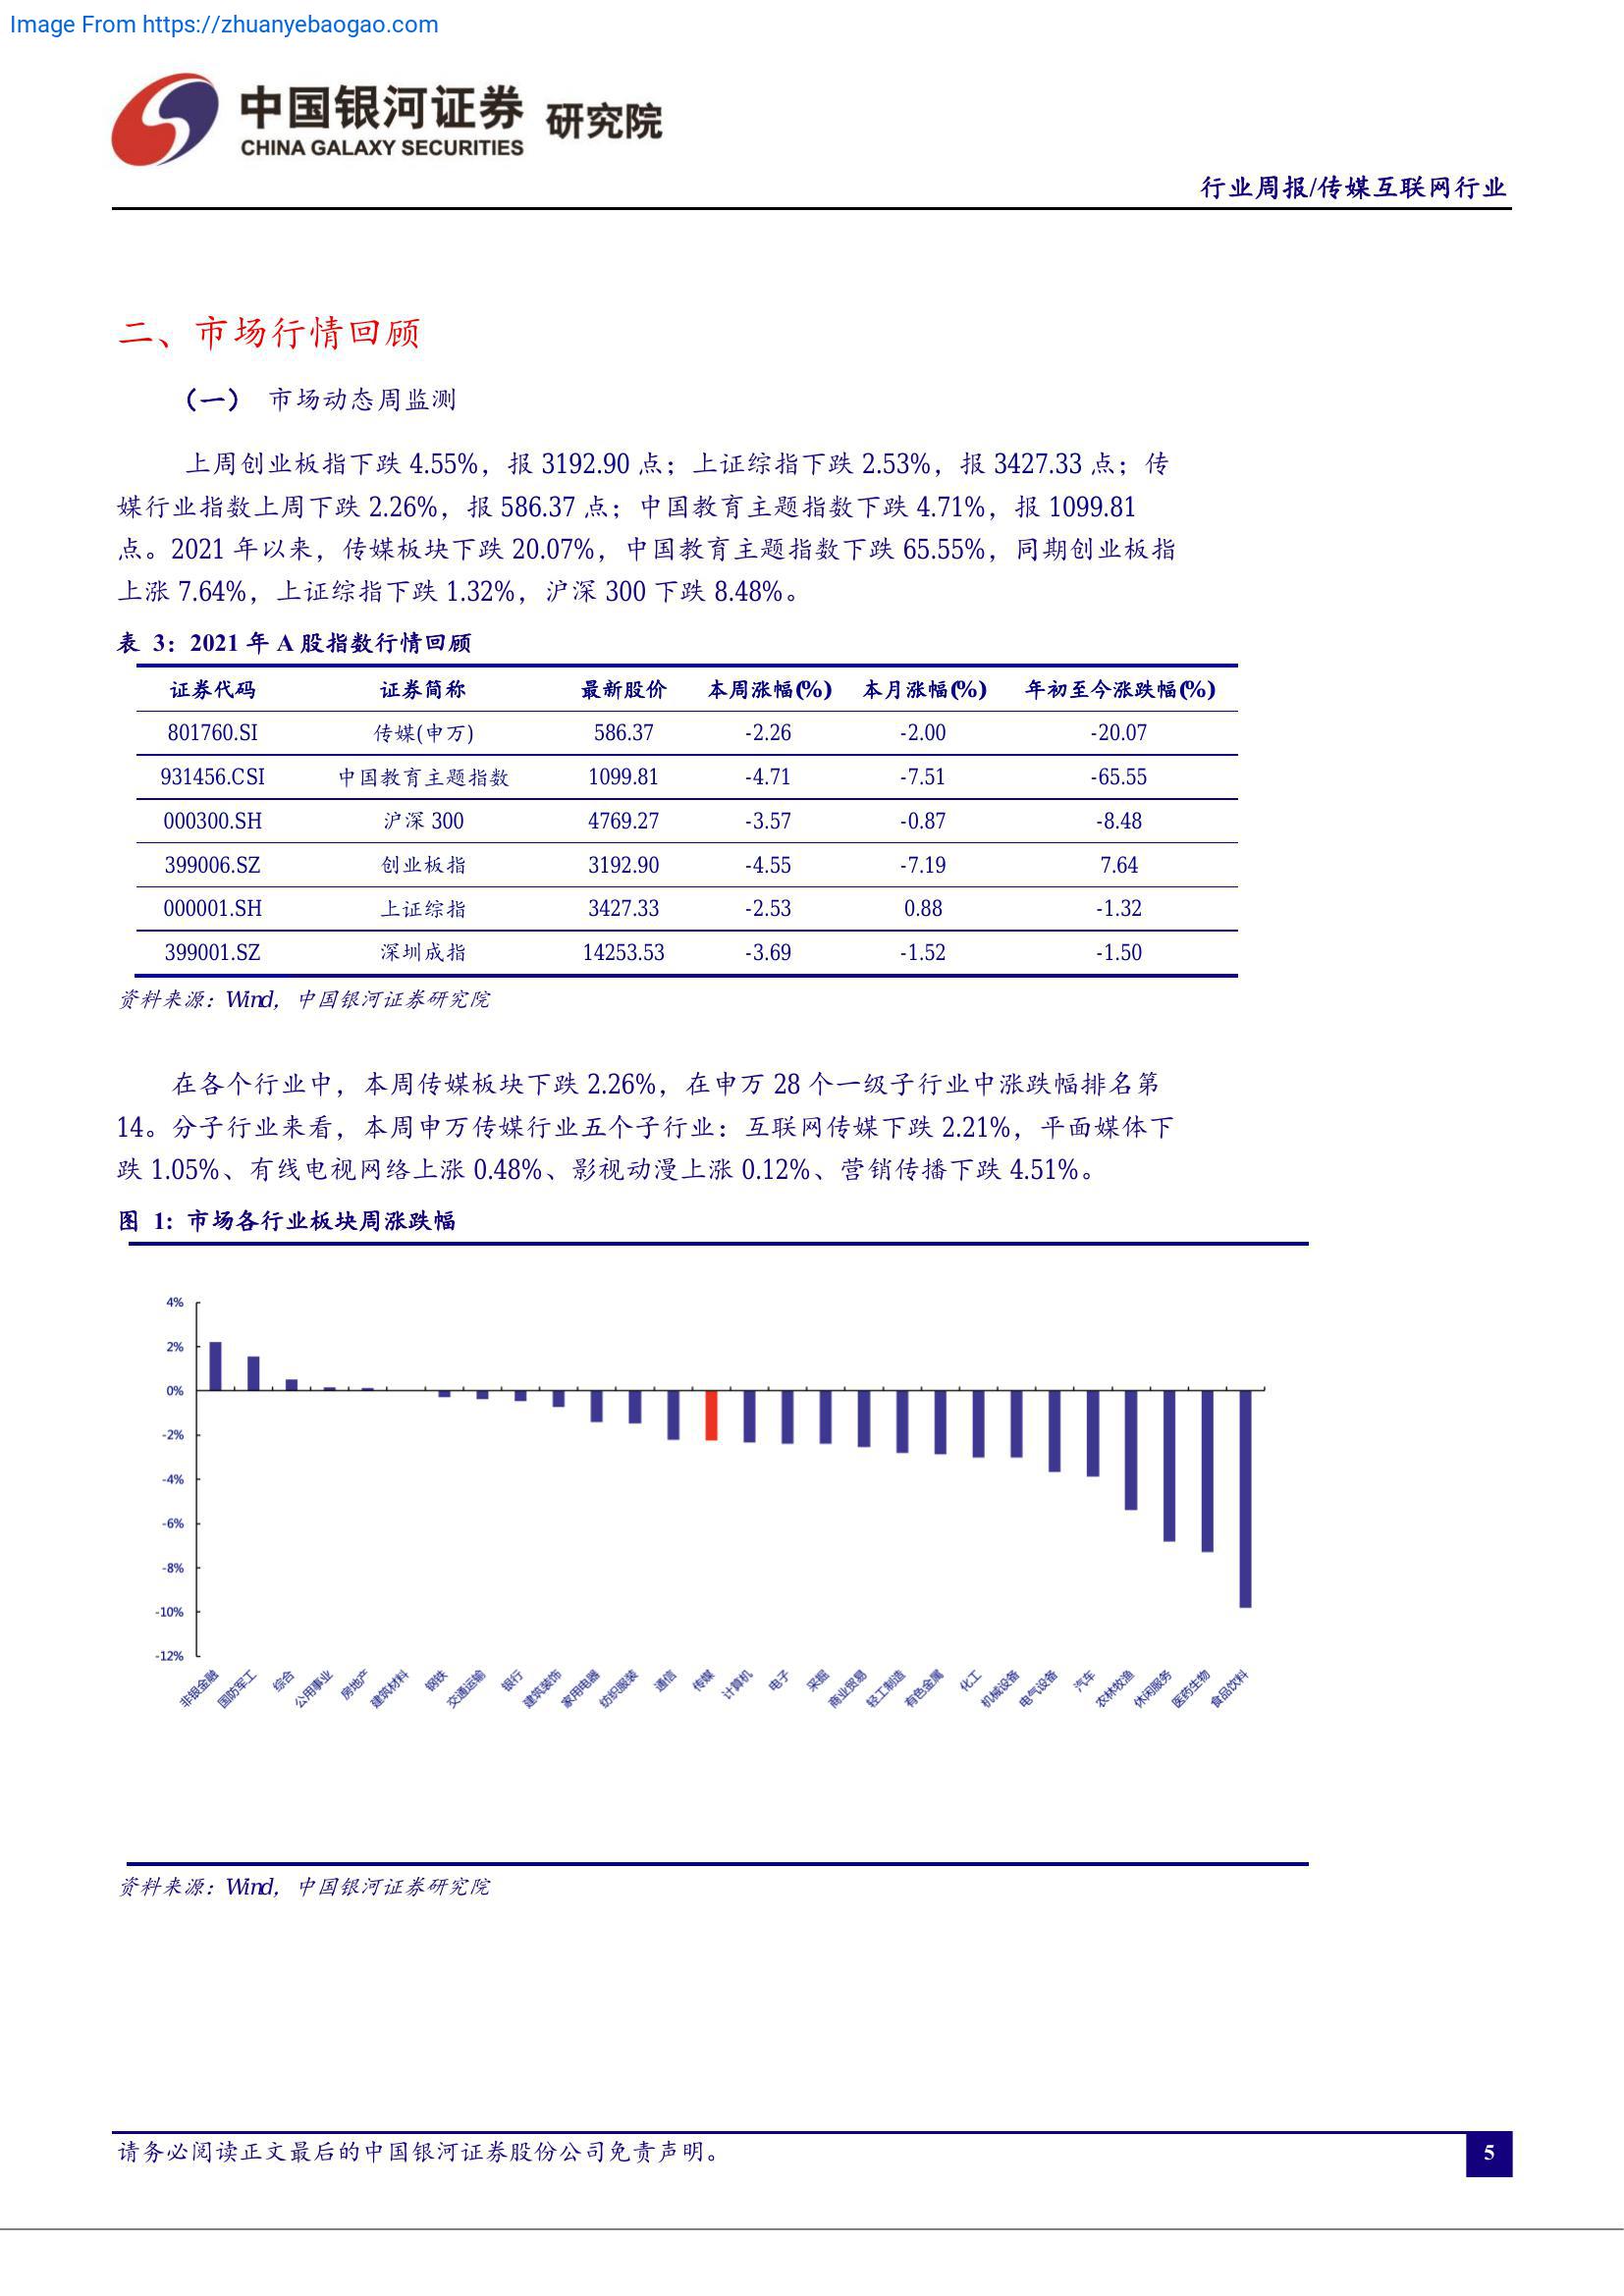 Image From https://zhuanyebaogao.com
中国银河证券 研究院
CHINA GALAXY SECURITIES
行业周报/传媒互联网行业
二、市场行情回顾
（一） 市场动态周监测
上周创业板指下跌 4.55%，报 3192.90 点；上证综指下跌 2.53%，报 3427.33 点；传
媒行业指数上周下跌 2.26%，报 586.37 点；中国教育主题指数下跌 4.71%，报 1099.81
点。2021 年以来，传媒板块下跌 20.07%，中国教育主题指数下跌 65.55%，同期创业板指
上涨 7.64%，上证综指下跌 1.32%，沪深 300 下跌 8.48%。
表 3：2021 年 A 股指数行情回顾
证券代码 证券简称 最新股价 本周涨幅(%) 本月涨幅(%) 年初至今涨跌幅(%)
801760.SI 传媒(申万) 586.37 -2.26 -2.00 -20.07
931456.CSI 中国教育主题指数 1099.81 -4.71 -7.51 -65.55
000300.SH 沪深 300 4769.27 -3.57 -0.87 -8.48
399006.SZ 创业板指 3192.90 -4.55 -7.19 7.64
000001.SH 上证综指 3427.33 -2.53 0.88 -1.32
399001.SZ 深圳成指 14253.53 -3.69 -1.52 -1.50
资料来源：Wind，中国银河证券研究院
在各个行业中，本周传媒板块下跌 2.26%，在申万 28 个一级子行业中涨跌幅排名第
14。分子行业来看，本周申万传媒行业五个子行业：互联网传媒下跌 2.21%，平面媒体下
跌 1.05%、有线电视网络上涨 0.48%、影视动漫上涨 0.12%、营销传播下跌 4.51%。
图 1：市场各行业板块周涨跌幅
4%
2%
0%
-2%
-4%
-6%
-8%
-10%
-12%
非银金融 国防军工 综合 公用事业 房地产 建筑材料 钢铁 交通运输 银行 建筑装饰 家用电器 纺织服装 通信 传媒 计算机 电子 采掘 商业贸易 轻工制造 有色金属 化工 机械设备 电气设备 汽车 农林牧渔 休闲服务 医药生物 食品饮料
资料来源：Wind，中国银河证券研究院
请务必阅读正文最后的中国银河证券股份公司免责声明。
5